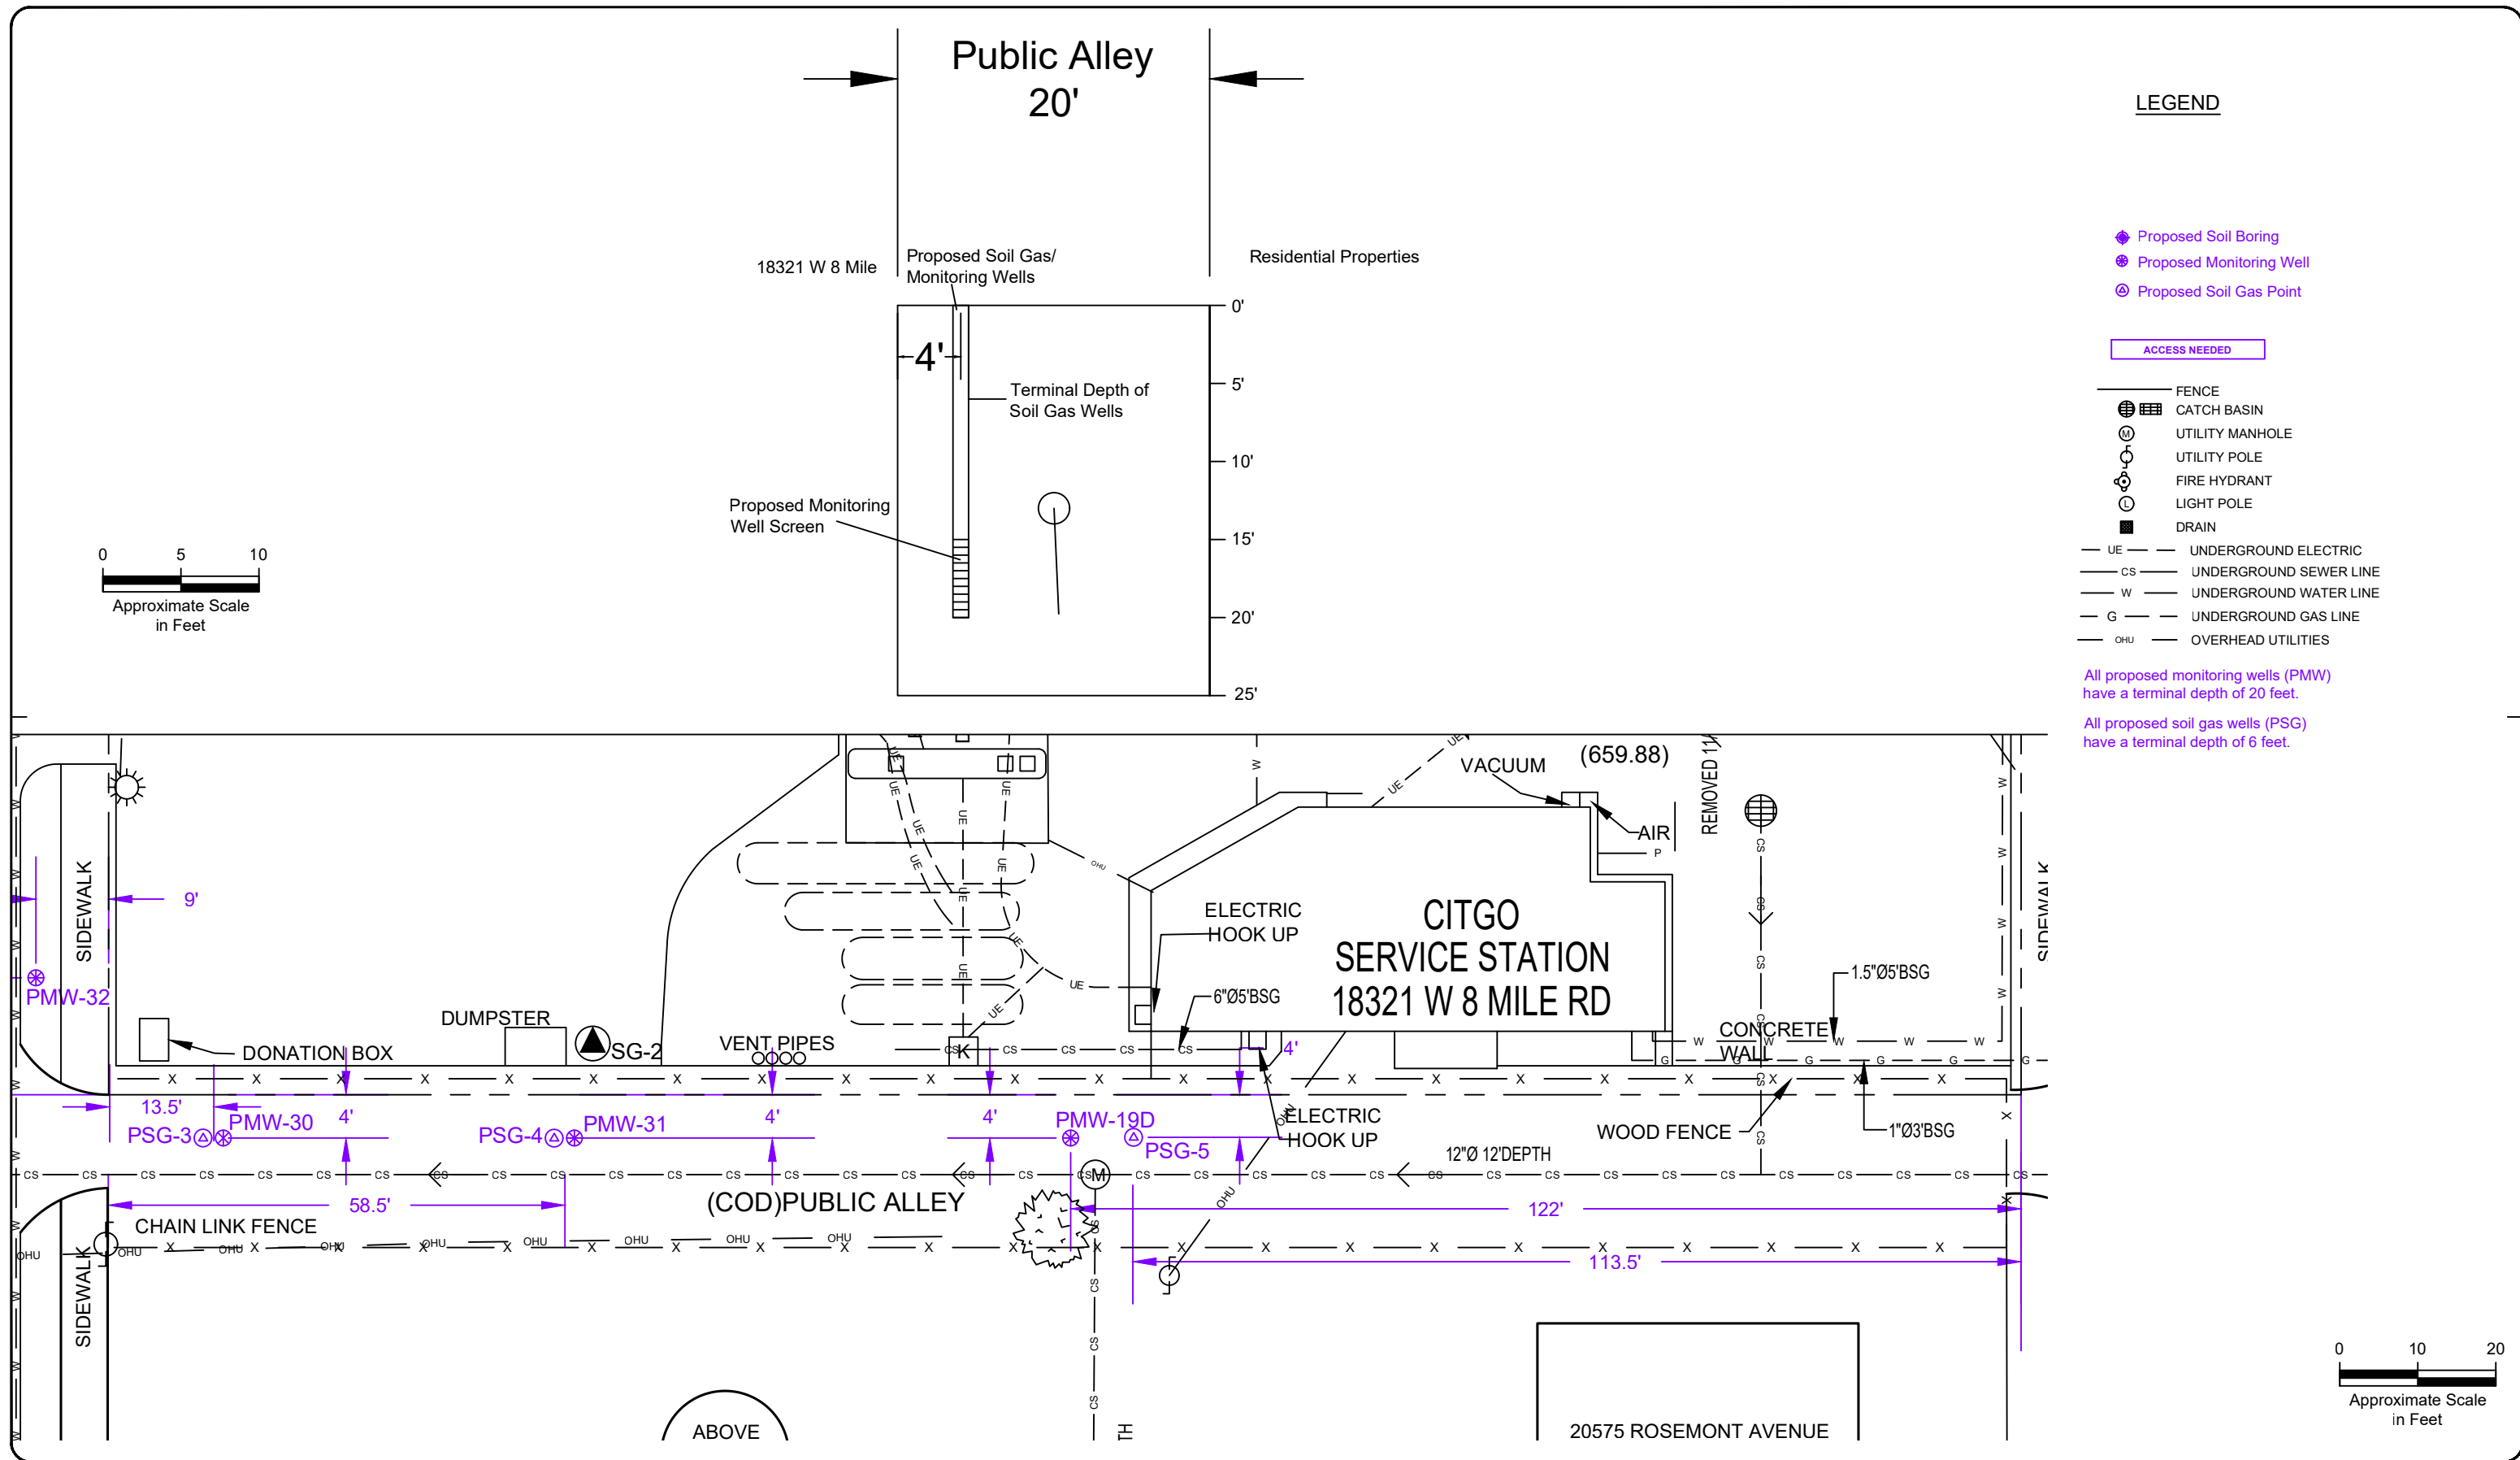 Public Alley
20'
LEGEND
18321 W 8 Mile
Proposed Soil Gas/
Monitoring Wells
Residential Properties
0'
5'
10'
15'
20'
25'
4'
Terminal Depth of
Soil Gas Wells
Proposed Monitoring
Well Screen
0 5 10
Approximate Scale
in Feet
Proposed Soil Boring
Proposed Monitoring Well
Proposed Soil Gas Point
ACCESS NEEDED
FENCE
CATCH BASIN
M UTILITY MANHOLE
UTILITY POLE
FIRE HYDRANT
L LIGHT POLE
DRAIN
UE UNDERGROUND ELECTRIC
CS UNDERGROUND SEWER LINE
W UNDERGROUND WATER LINE
G UNDERGROUND GAS LINE
OHU OVERHEAD UTILITIES
All proposed monitoring wells (PMW)
have a terminal depth of 20 feet.
All proposed soil gas wells (PSG)
have a terminal depth of 6 feet.
(659.88)
REMOVED 11/
VACUUM
AIR
P
SIDEWALK
9'
PMW-32
DONATION BOX
DUMPSTER
SG-2
VENT PIPES
K
ELECTRIC
HOOK UP
6"Ø5'BSG
CITGO
SERVICE STATION
18321 W 8 MILE RD
1.5"Ø5'BSG
CONCRETE
WALL
SIDEWALK
4'
13.5'
PMW-30
PSG-3
4'
PSG-4
PMW-31
4'
4'
PMW-19D
PSG-5
ELECTRIC
HOOK UP
WOOD FENCE
1"Ø3'BSG
12"Ø 12'DEPTH
M
58.5'
(COD)PUBLIC ALLEY
122'
CHAIN LINK FENCE
113.5'
SIDEWALK
ABOVE
TH
20575 ROSEMONT AVENUE
0 10 20
Approximate Scale
in Feet